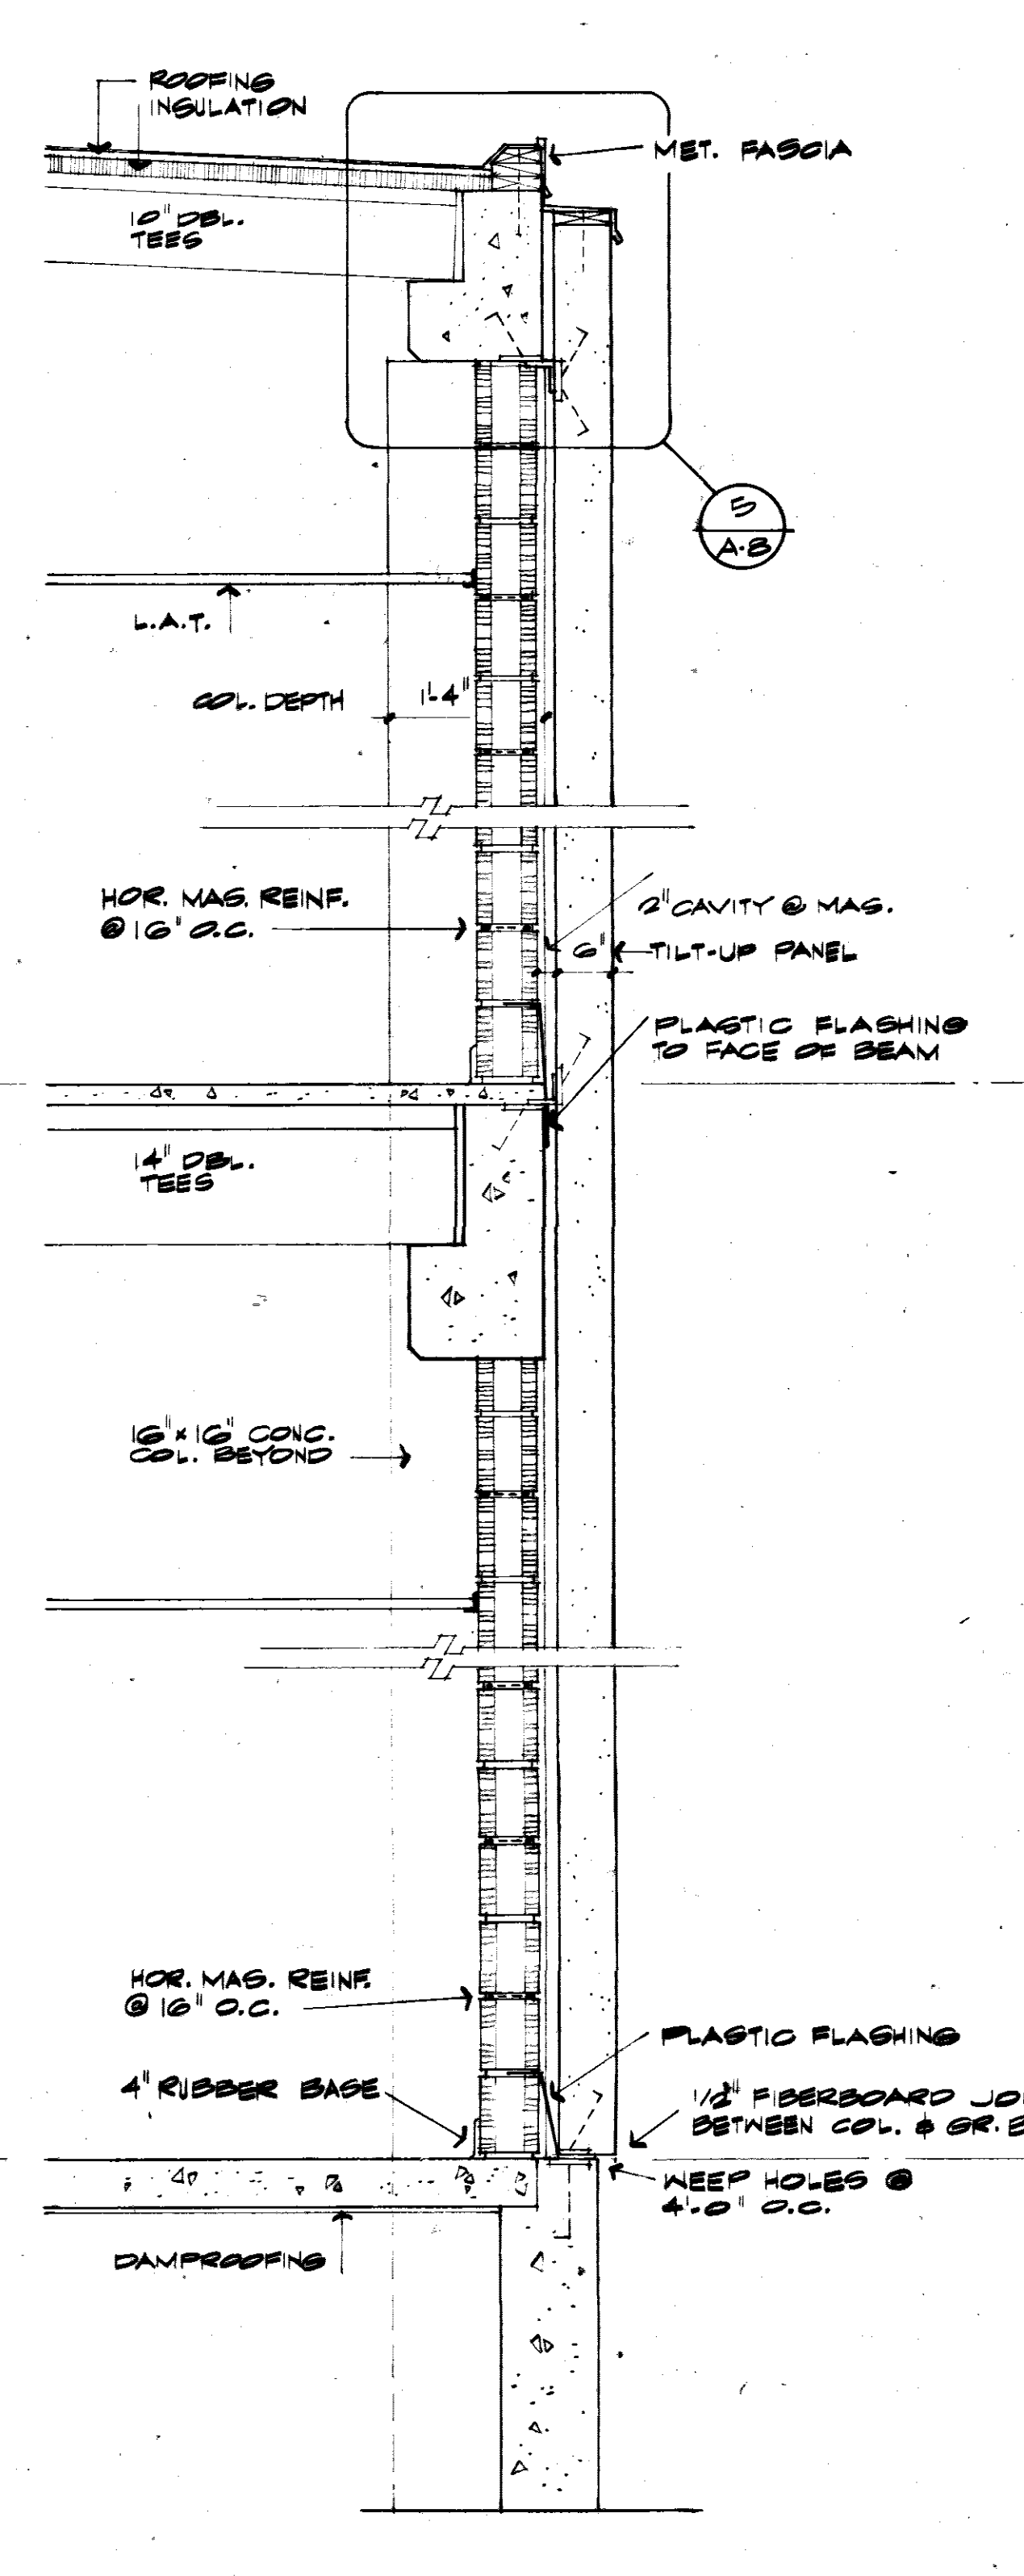 ROOFING
INSULATION
MET. FASCIA
10" DBL.
TEES
5
A-8
L.A.T.
COL. DEPTH 1'-4"
HOR. MAS. REINF.
@ 16" O.C.
2" CAVITY @ MAS.
6" TILT-UP PANEL
PLASTIC FLASHING
TO FACE OF BEAM
14" DBL.
TEES
16" x 16" CONC.
COL. BEYOND
HOR. MAS. REINF.
@ 16" O.C.
PLASTIC FLASHING
4" RUBBER BASE
1/2" FIBERBOARD
BETWEEN COL. & GR.
WEEP HOLES @
4'-0" O.C.
DAMPROOFING